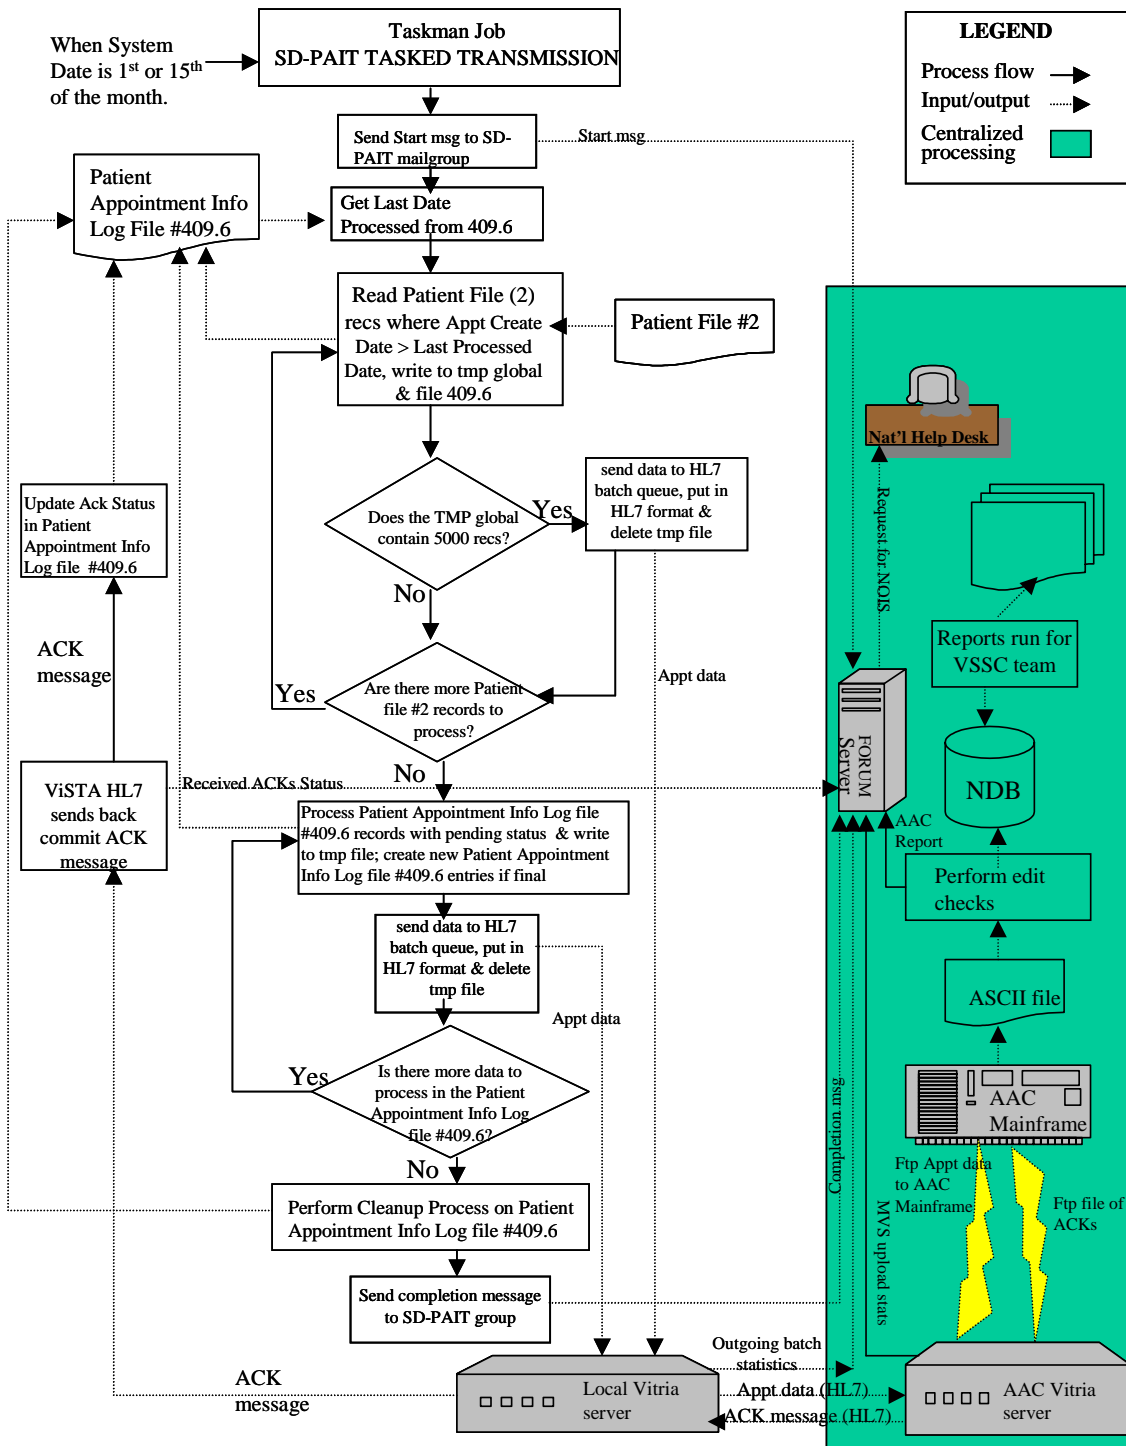 Taskman Job
SD-PAIT TASKED TRANSMISSION
When System
Date is 1st or 15th
of the month.
LEGEND
Process flow
Input/output
Centralized
processing
Send Start msg to SD-
PAIT mailgroup
Start msg
Patient
Appointment Info
Log File #409.6
Get Last Date
Processed from 409.6
Read Patient File (2)
recs where Appt Create
Date > Last Processed
Date, write to tmp global
& file 409.6
Patient File #2
Nat'l Help Desk
Request for NOIS
Does the TMP global
contain 5000 recs?
Yes
send data to HL7
batch queue, put in
HL7 format &
delete tmp file
No
Update Ack Status
in Patient
Appointment Info
Log file #409.6
ACK
message
Reports run for
VSSC team
Are there more Patient
file #2 records to
process?
Yes
Appt data
No
FORUM
Server
NDB
ViSTA HL7
sends back
commit ACK
message
Received ACKs Status
Process Patient Appointment Info Log file
#409.6 records with pending status & write
to tmp file; create new Patient Appointment
Info Log file #409.6 entries if final
AAC
Report
Perform edit
checks
send data to HL7
batch queue, put in
HL7 format & delete
tmp file
Appt data
ASCII file
Is there more data to
process in the Patient
Appointment Info Log
file #409.6?
Yes
No
AAC
Mainframe
Completion msg
MVS upload stats
Ftp Appt data
to AAC
Mainframe
Ftp file of
ACKs
Perform Cleanup Process on Patient
Appointment Info Log file #409.6
Send completion message
to SD-PAIT group
Outgoing batch
statistics
ACK
message
Local Vitria
server
Appt data (HL7)
ACK message (HL7)
AAC Vitria
server